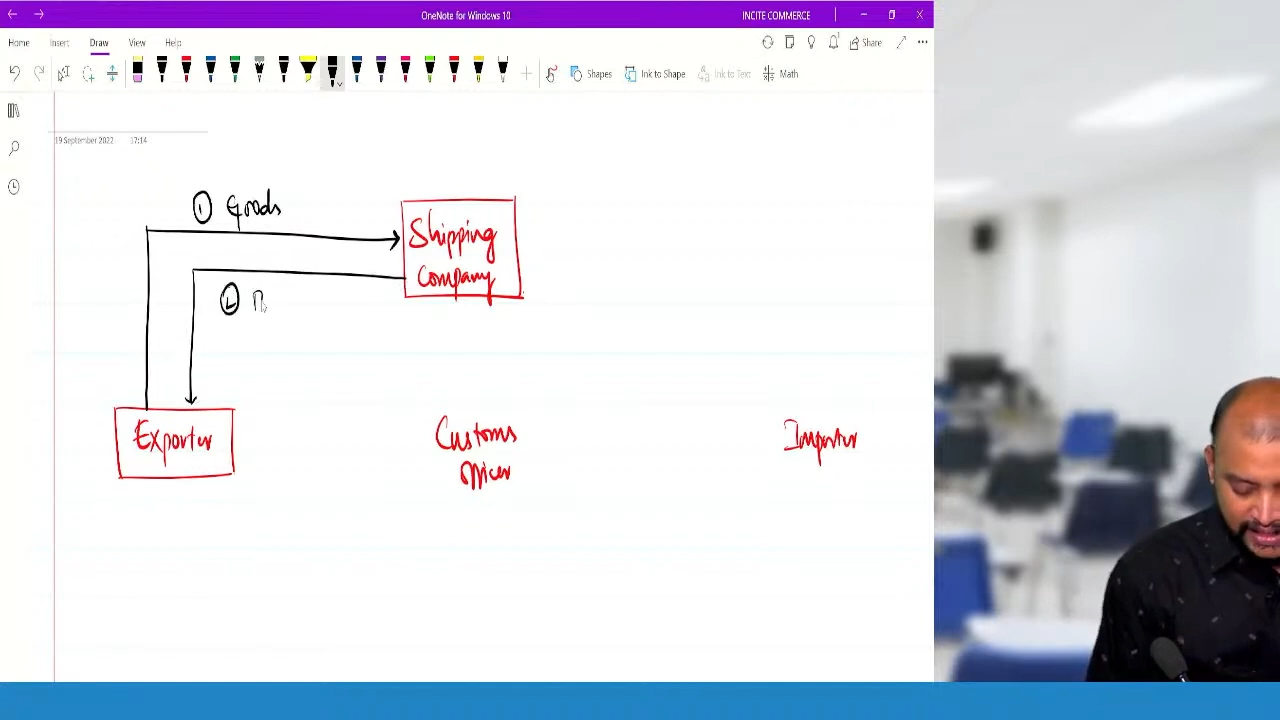 OneNote for Windows 10
INCITE COMMERCE
Home Insert Draw View Help
Share
Shapes Ink to Shape Ink to Text Math
19 September 2022 17:14
① Goods
Shipping
Company
②
Exporter
Customs
Officer
Importer